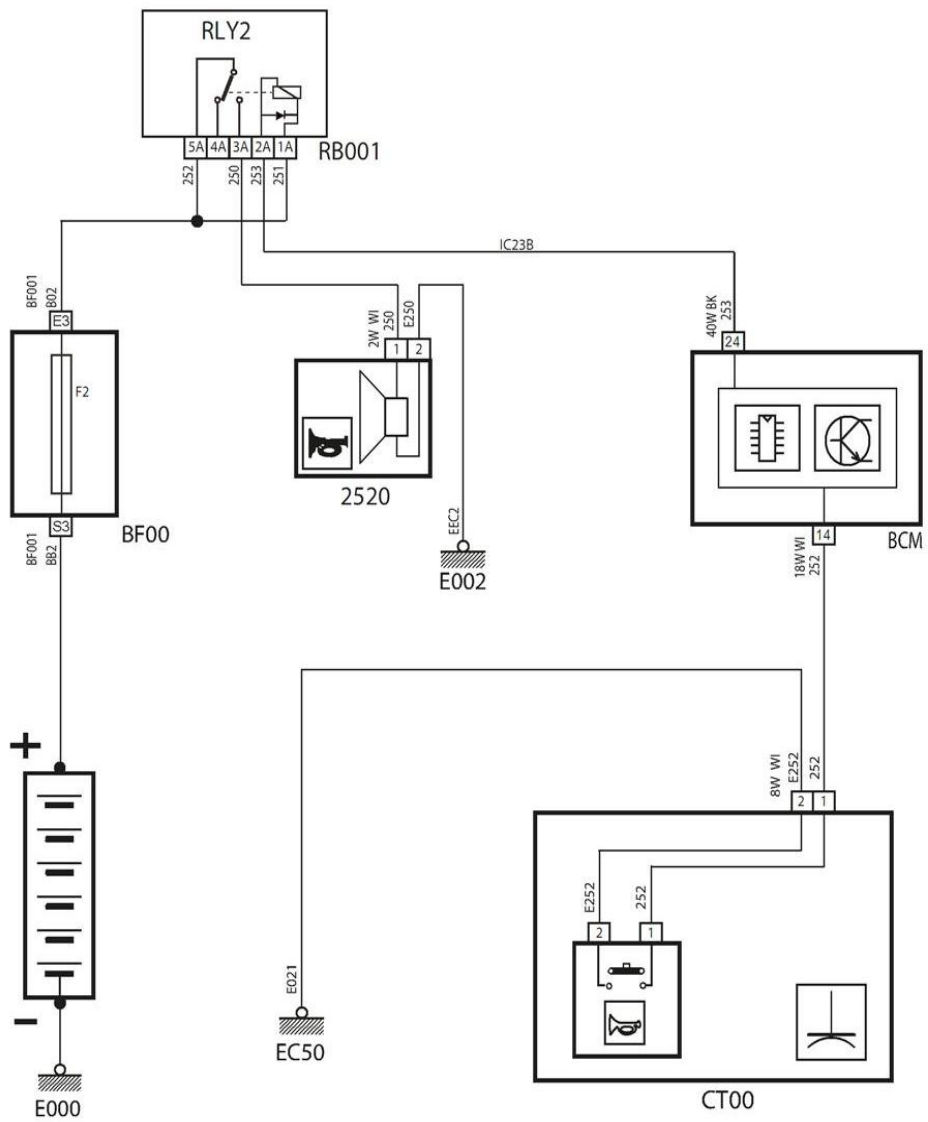 RLY2
5A 4A 3A 2A 1A
RB001
252 250 253 251
IC23B
BF001 B02
E3
F2
S3
BF00
BF001 BB2
2W WI 250 E250
1 2
2520
EEC2
E002
40W BK 253
24
BCM
14
18W WI 252
8W WI E252 252
2 1
E252 252
2 1
CT00
E021
EC50
+
−
E000